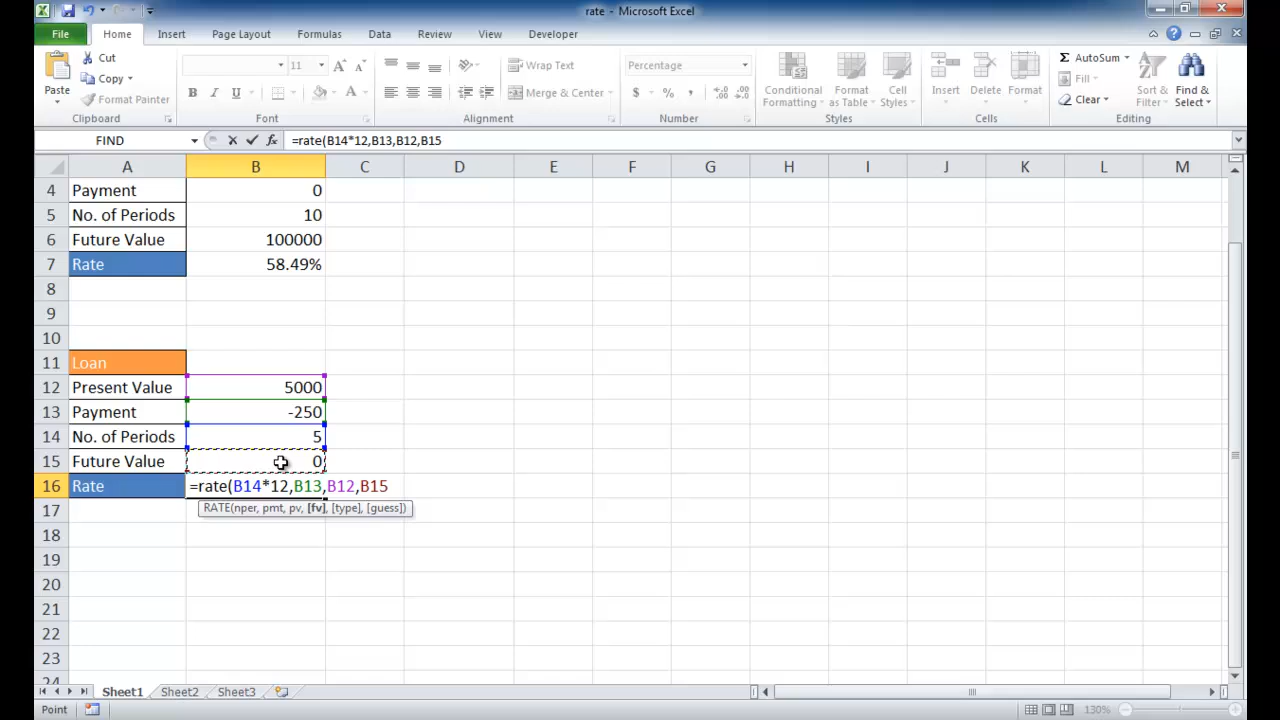 rate - Microsoft Excel
File Home Insert Page Layout Formulas Data Review View Developer
Paste
Cut
Copy
Format Painter
Clipboard
11 A A
B I U A
Font
Wrap Text
Merge & Center
Alignment
Percentage
$ % ,
Number
Conditional Formatting
Format as Table
Cell Styles
Styles
Insert Delete Format
Cells
Σ AutoSum
Fill
Clear
Sort & Filter
Find & Select
Editing
FIND fx =rate(B14*12,B13,B12,B15
A B C D E F G H I J K L M
4 Payment 0
5 No. of Periods 10
6 Future Value 100000
7 Rate 58.49%
8
9
10
11 Loan
12 Present Value 5000
13 Payment -250
14 No. of Periods 5
15 Future Value 0
16 Rate =rate(B14*12,B13,B12,B15
17 RATE(nper, pmt, pv, [fv], [type], [guess])
18
19
20
21
22
23
24
Sheet1 Sheet2 Sheet3
Point 130%